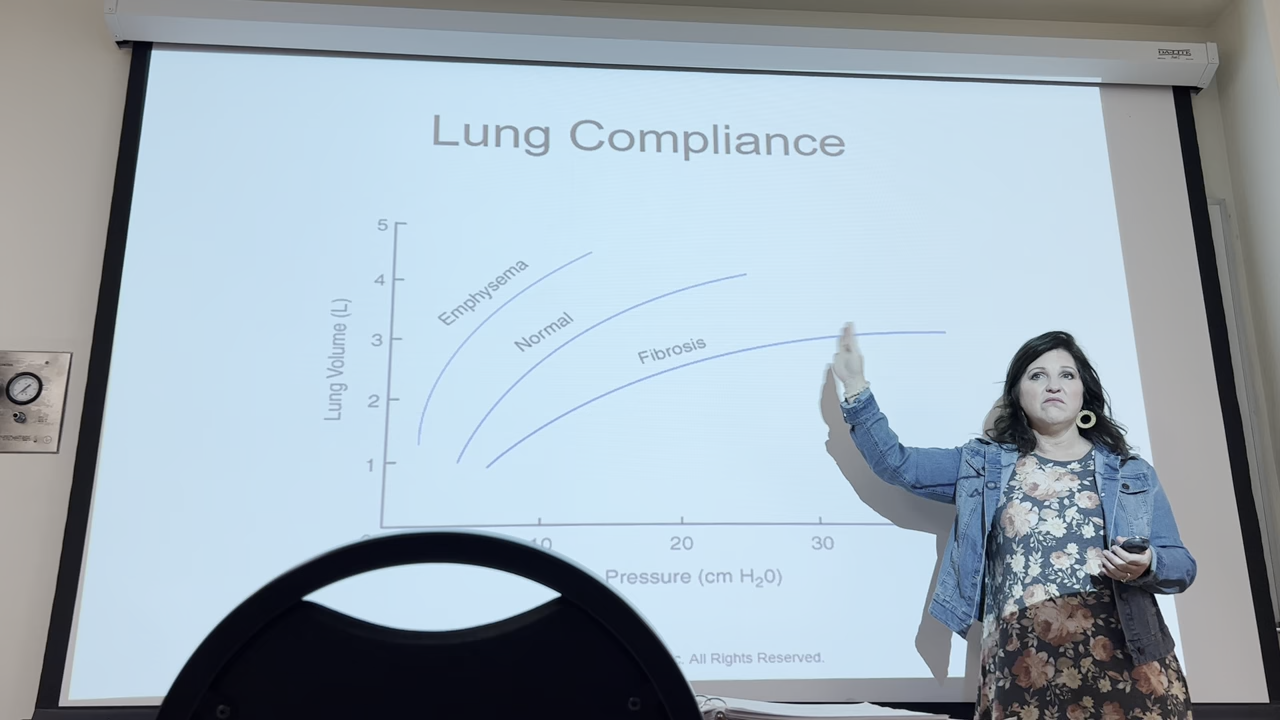 Lung Compliance
5
4
3
2
1
Lung Volume (L)
Emphysema
Normal
Fibrosis
20
30
Pressure (cm H₂0)
All Rights Reserved.